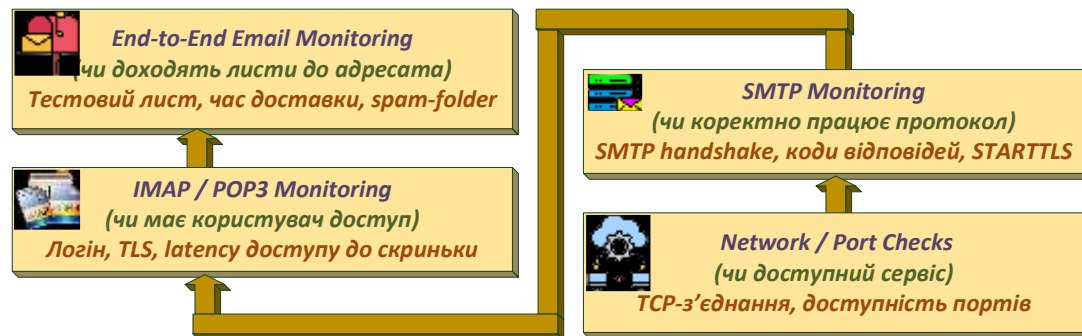 End-to-End Email Monitoring
(чи доходять листи до адресата)
Тестовий лист, час доставки, spam-folder
IMAP / POP3 Monitoring
(чи має користувач доступ)
Логін, TLS, latency доступу до скриньки
SMTP Monitoring
(чи коректно працює протокол)
SMTP handshake, коди відповідей, STARTTLS
Network / Port Checks
(чи доступний сервіс)
TCP-з’єднання, доступність портів